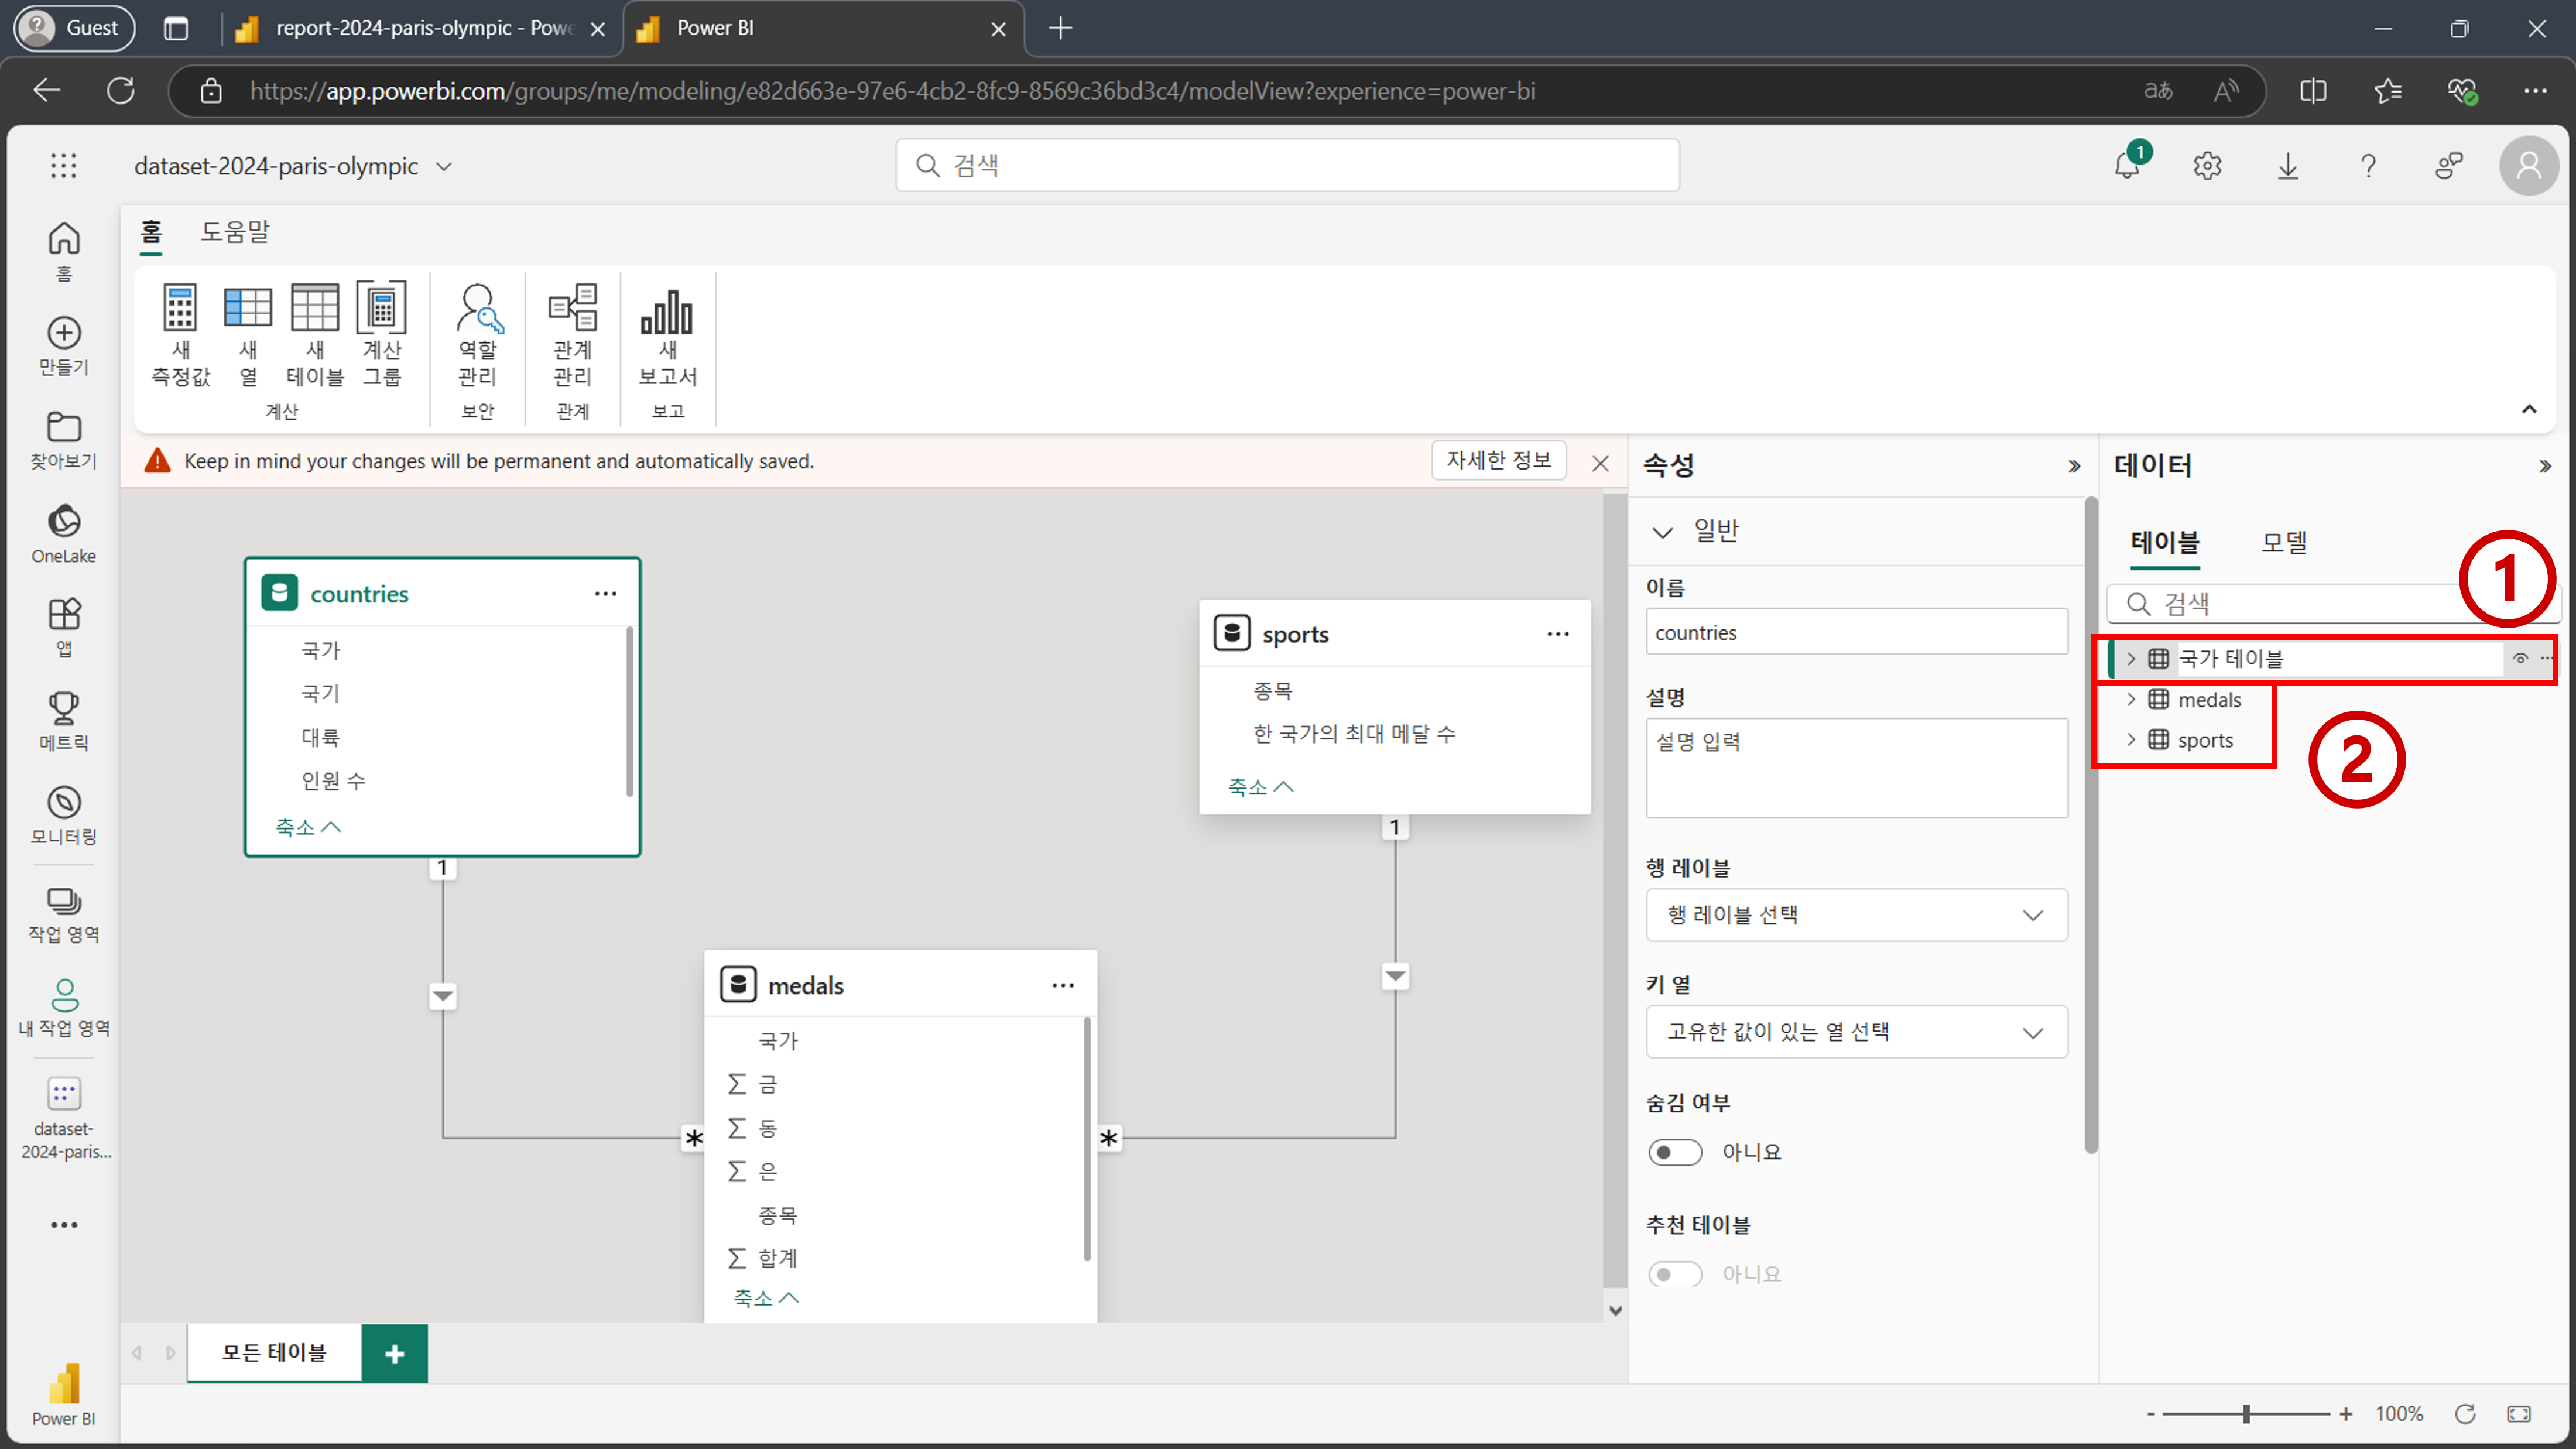 Guest
report-2024-paris-olympic - Powe
Power BI
https://app.powerbi.com/groups/me/modeling/e82d663e-97e6-4cb2-8fc9-8569c36bd3c4/modelView?experience=power-bi
dataset-2024-paris-olympic
검색
1
홈
만들기
찾아보기
OneLake
앱
메트릭
모니터링
작업 영역
내 작업 영역
dataset-
2024-paris...
Power BI
홈
도움말
새
측정값
새
열
새
테이블
계산
그룹
계산
역할
관리
보안
관계
관리
관계
새
보고서
보고
Keep in mind your changes will be permanent and automatically saved.
자세한 정보
countries
국가
국기
대륙
인원 수
축소
1
sports
종목
한 국가의 최대 메달 수
축소
1
medals
국가
금
동
은
종목
합계
축소
*
*
모든 테이블
속성
일반
이름
countries
설명
설명 입력
행 레이블
행 레이블 선택
키 열
고유한 값이 있는 열 선택
숨김 여부
아니요
추천 테이블
아니요
데이터
테이블
모델
검색
1
국가 테이블
medals
sports
2
- + 100%